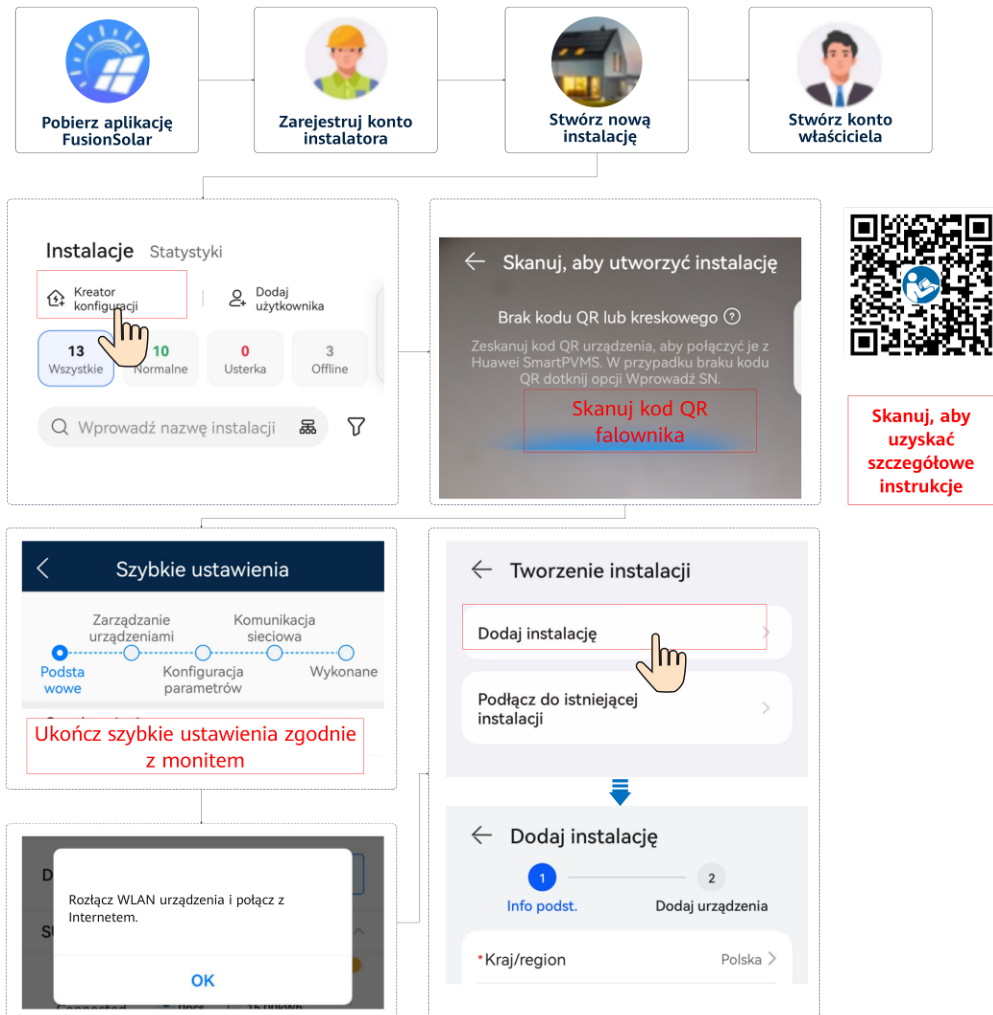 Pobierz aplikację
FusionSolar
Zarejestruj konto
instalatora
Stwórz nową
instalację
Stwórz konto
właściciela
Instalacje Statystyki
Kreator
konfiguracji
Dodaj
użytkownika
13
Wszystkie
10
Normalne
0
Usterka
3
Offline
Wprowadź nazwę instalacji
Skanuj, aby utworzyć instalację
Brak kodu QR lub kreskowego
Zeskanuj kod QR urządzenia, aby połączyć je z
Huawei SmartPVMS. W przypadku braku kodu
QR dotknij opcji Wprowadź SN.
Skanuj kod QR
falownika
Skanuj, aby
uzyskać
szczegółowe
instrukcje
Szybkie ustawienia
Zarządzanie
urządzeniami
Komunikacja
sieciowa
Podsta
wowe
Konfiguracja
parametrów
Wykonane
Ukończ szybkie ustawienia zgodnie
z monitem
Rozłącz WLAN urządzenia i połącz z
Internetem.
OK
Tworzenie instalacji
Dodaj instalację
Podłącz do istniejącej
instalacji
Dodaj instalację
1
Info podst.
2
Dodaj urządzenia
*Kraj/region Polska